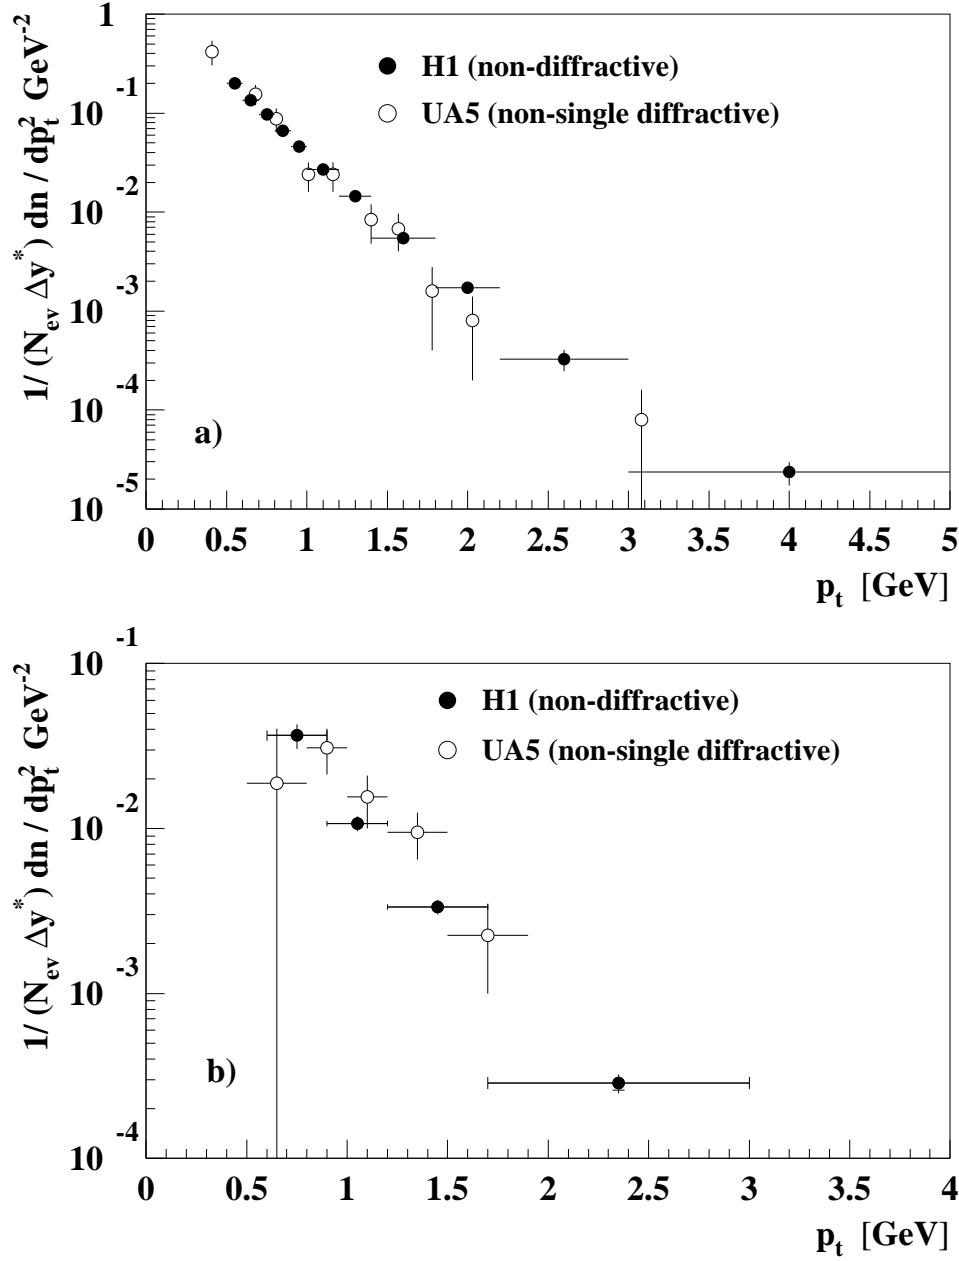 1/ (N_ev Δy*) dn / dp_t^2 GeV^-2
1
10^-1
10^-2
10^-3
10^-4
10^-5
H1 (non-diffractive)
UA5 (non-single diffractive)
a)
0 0.5 1 1.5 2 2.5 3 3.5 4 4.5 5
p_t [GeV]
1/ (N_ev Δy*) dn / dp_t^2 GeV^-2
10^-1
10^-2
10^-3
10^-4
H1 (non-diffractive)
UA5 (non-single diffractive)
b)
0 0.5 1 1.5 2 2.5 3 3.5 4
p_t [GeV]